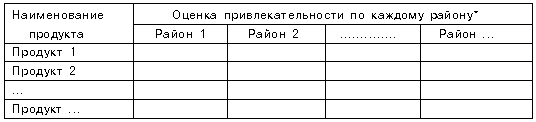 Наименование продукта
Оценка привлекательности по каждому району*
Район 1 Район 2 ............. Район ...
Продукт 1
Продукт 2
...
Продукт ...